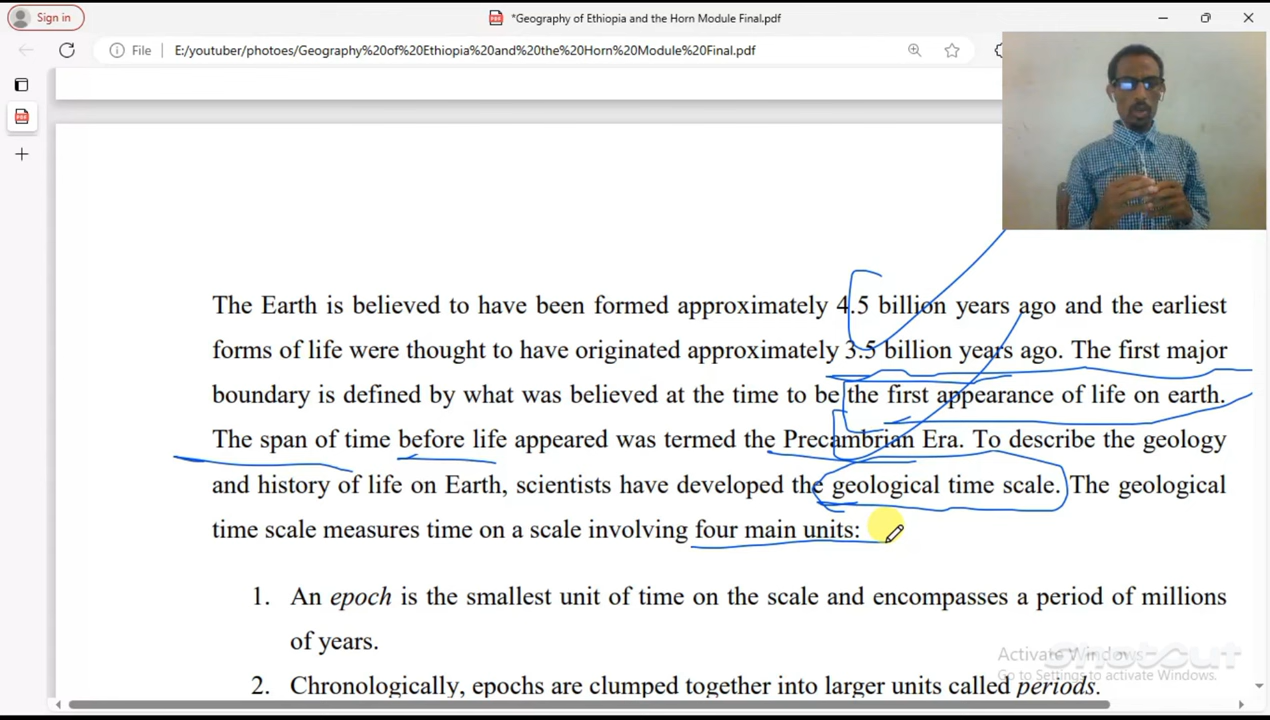 Sign in
*Geography of Ethiopia and the Horn Module Final.pdf
File
E:/youtuber/photoes/Geography%20of%20Ethiopia%20and%20the%20Horn%20Module%20Final.pdf
The Earth is believed to have been formed approximately 4.5 billion years ago and the earliest
forms of life were thought to have originated approximately 3.5 billion years ago. The first major
boundary is defined by what was believed at the time to be the first appearance of life on earth.
The span of time before life appeared was termed the Precambrian Era. To describe the geology
and history of life on Earth, scientists have developed the geological time scale. The geological
time scale measures time on a scale involving four main units:
1. An epoch is the smallest unit of time on the scale and encompasses a period of millions
of years.
Activate Windows
shotcut
Go to Settings to activate Windows.
2. Chronologically, epochs are clumped together into larger units called periods.